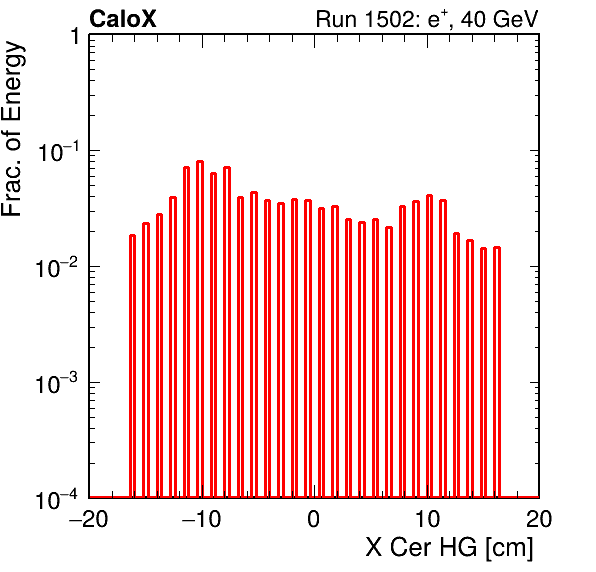 CaloX Run 1502: e⁺, 40 GeV
Frac. of Energy
1
10⁻¹
10⁻²
10⁻³
10⁻⁴
−20 −10 0 10 20
X Cer HG [cm]